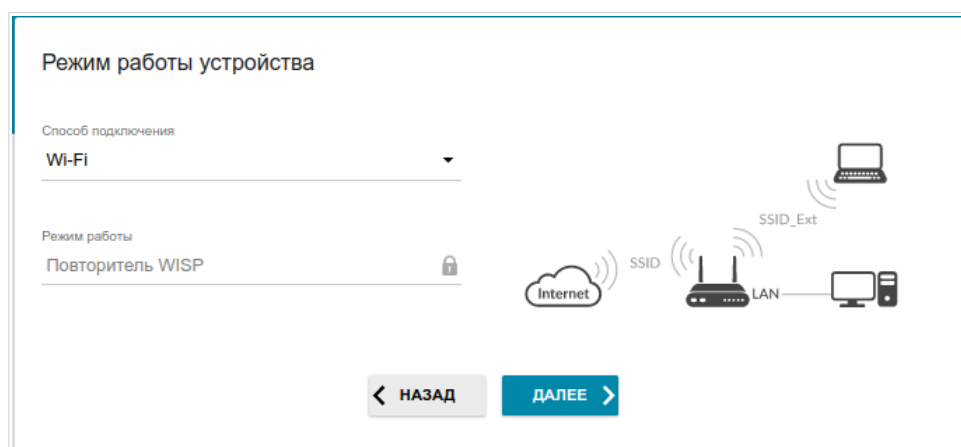 Режим работы устройства
Способ подключения
Wi-Fi
SSID_Ext
Режим работы
Повторитель WISP
SSID
Internet
LAN
НАЗАД
ДАЛЕЕ